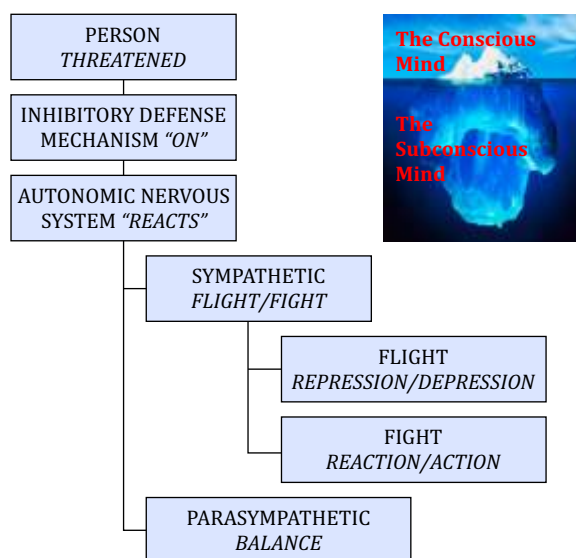 PERSON
THREATENED
INHIBITORY DEFENSE
MECHANISM “ON”
AUTONOMIC NERVOUS
SYSTEM “REACTS”
SYMPATHETIC
FLIGHT/FIGHT
FLIGHT
REPRESSION/DEPRESSION
FIGHT
REACTION/ACTION
PARASYMPATHETIC
BALANCE
The Conscious
Mind
The
Subconscious
Mind